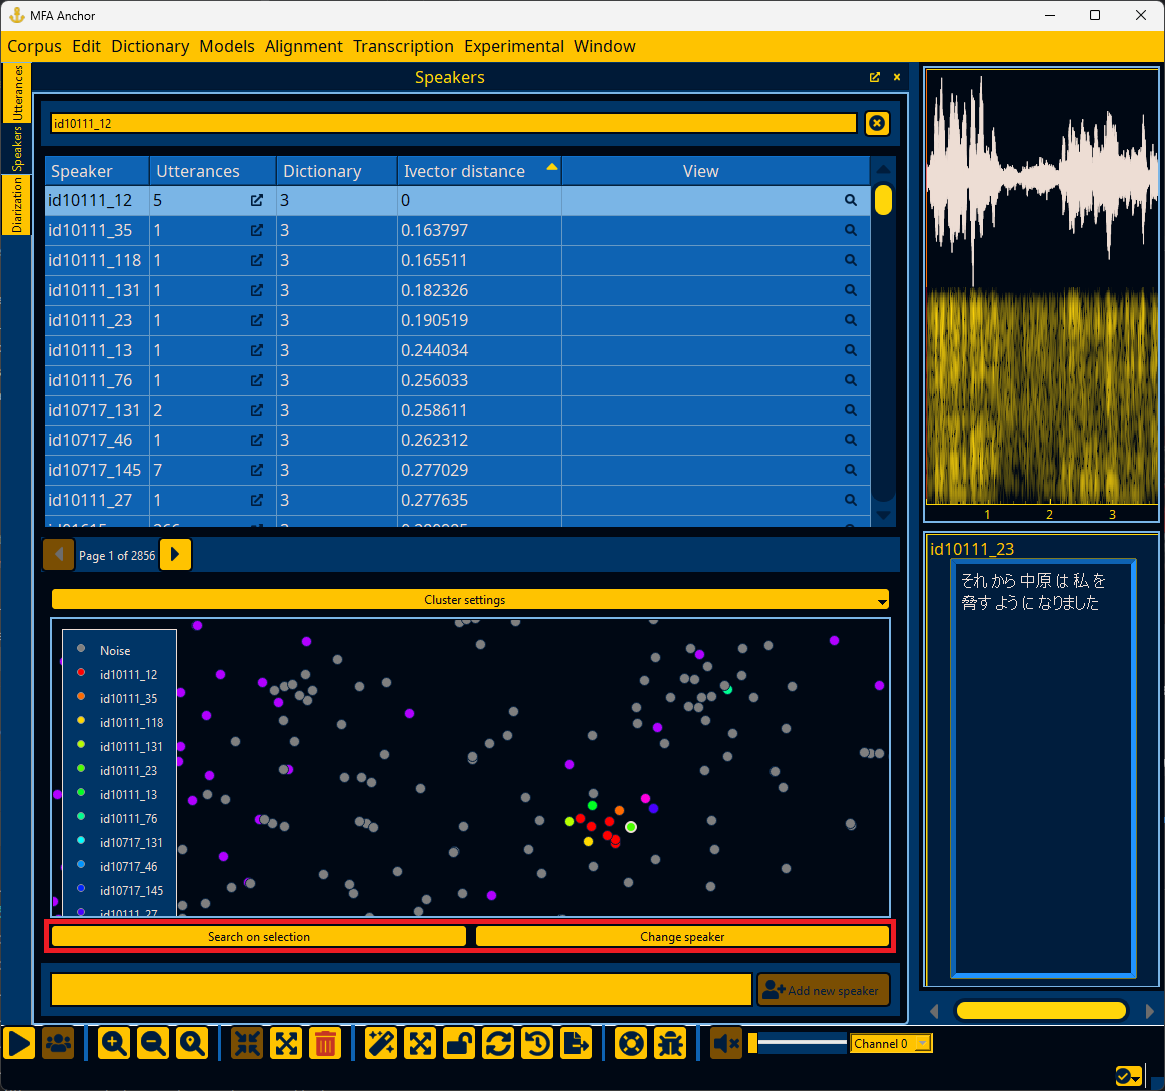 MFA Anchor
Corpus Edit Dictionary Models Alignment Transcription Experimental Window
Utterances
Speakers
Diarization
Speakers
id10111_12
Speaker Utterances Dictionary Ivector distance View
id10111_12 5 3 0
id10111_35 1 3 0.163797
id10111_118 1 3 0.165511
id10111_131 1 3 0.182326
id10111_23 1 3 0.190519
id10111_13 1 3 0.244034
id10111_76 1 3 0.256033
id10717_131 2 3 0.258611
id10717_46 1 3 0.262312
id10717_145 7 3 0.277029
id10111_27 1 3 0.277635
Page 1 of 2856
Cluster settings
Noise
id10111_12
id10111_35
id10111_118
id10111_131
id10111_23
id10111_13
id10111_76
id10717_131
id10717_46
id10717_145
id10111_27
Search on selection Change speaker
Add new speaker
1 2 3
id10111_23
それ から 中原 は 私 を
脅す よう に なりました
Channel 0